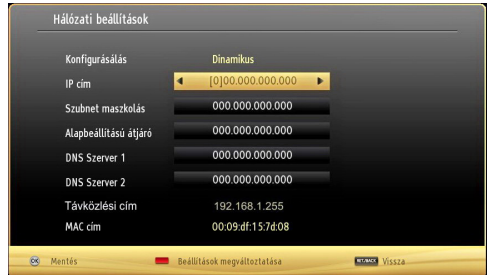 Hálózati beállítások
Konfigurásálás Dinamikus
IP cím [0]00.000.000.000
Szubnet maszkolás 000.000.000.000
Alapbeállítású átjáró 000.000.000.000
DNS Szerver 1 000.000.000.000
DNS Szerver 2 000.000.000.000
Távközlési cím 192.168.1.255
MAC cím 00:09:df:15:7d:08
OK Mentés Beállítások megváltoztatása RET./BACK Vissza